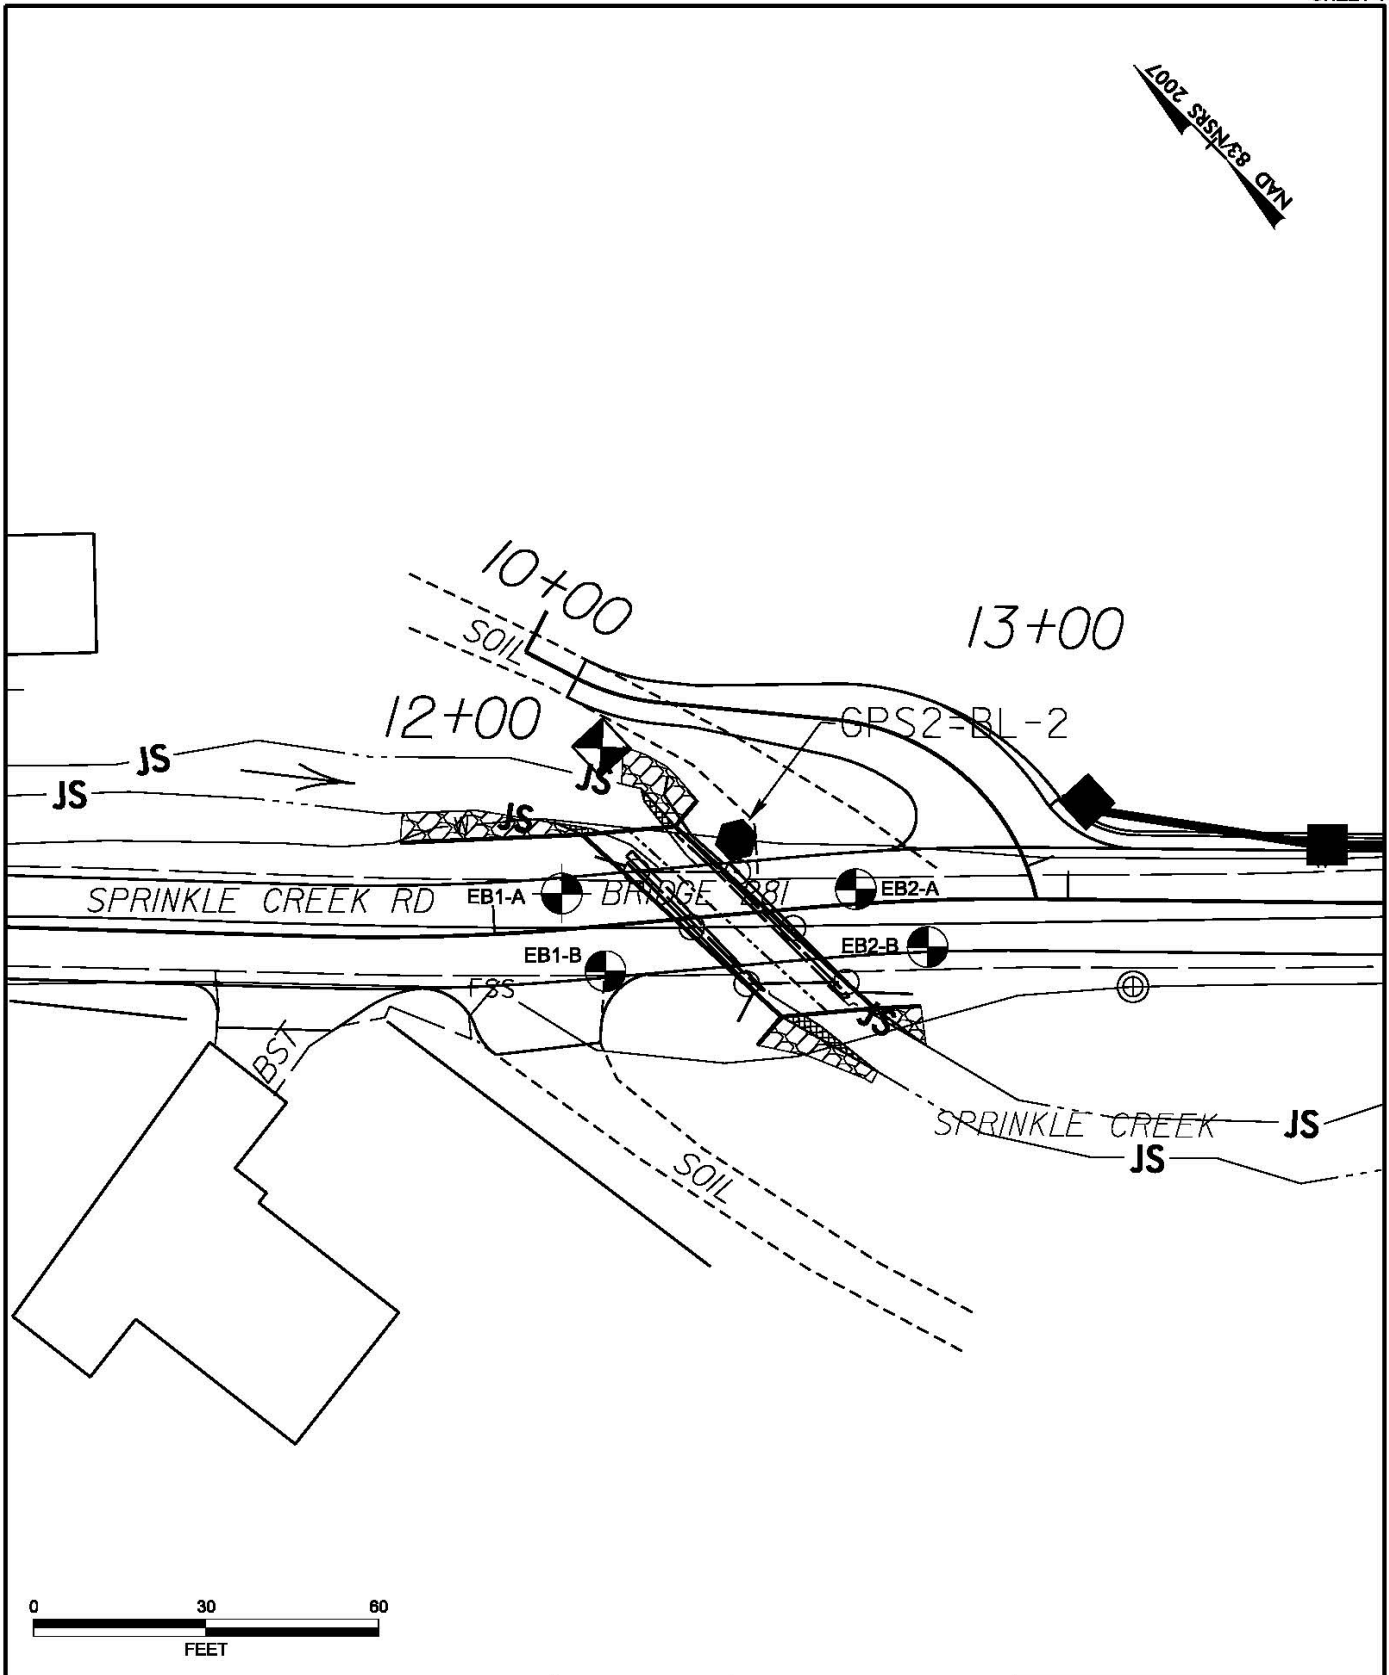 NAD 83/NSRS 2007
10+00
SOIL
13+00
12+00
GPS2=BL-2
JS
JS
JS
JS
SPRINKLE CREEK RD
EB1-A
BRIDGE 281
EB2-A
EB1-B
EB2-B
FSS
JS
BST
SPRINKLE CREEK
JS
JS
SOIL
0 30 60
FEET